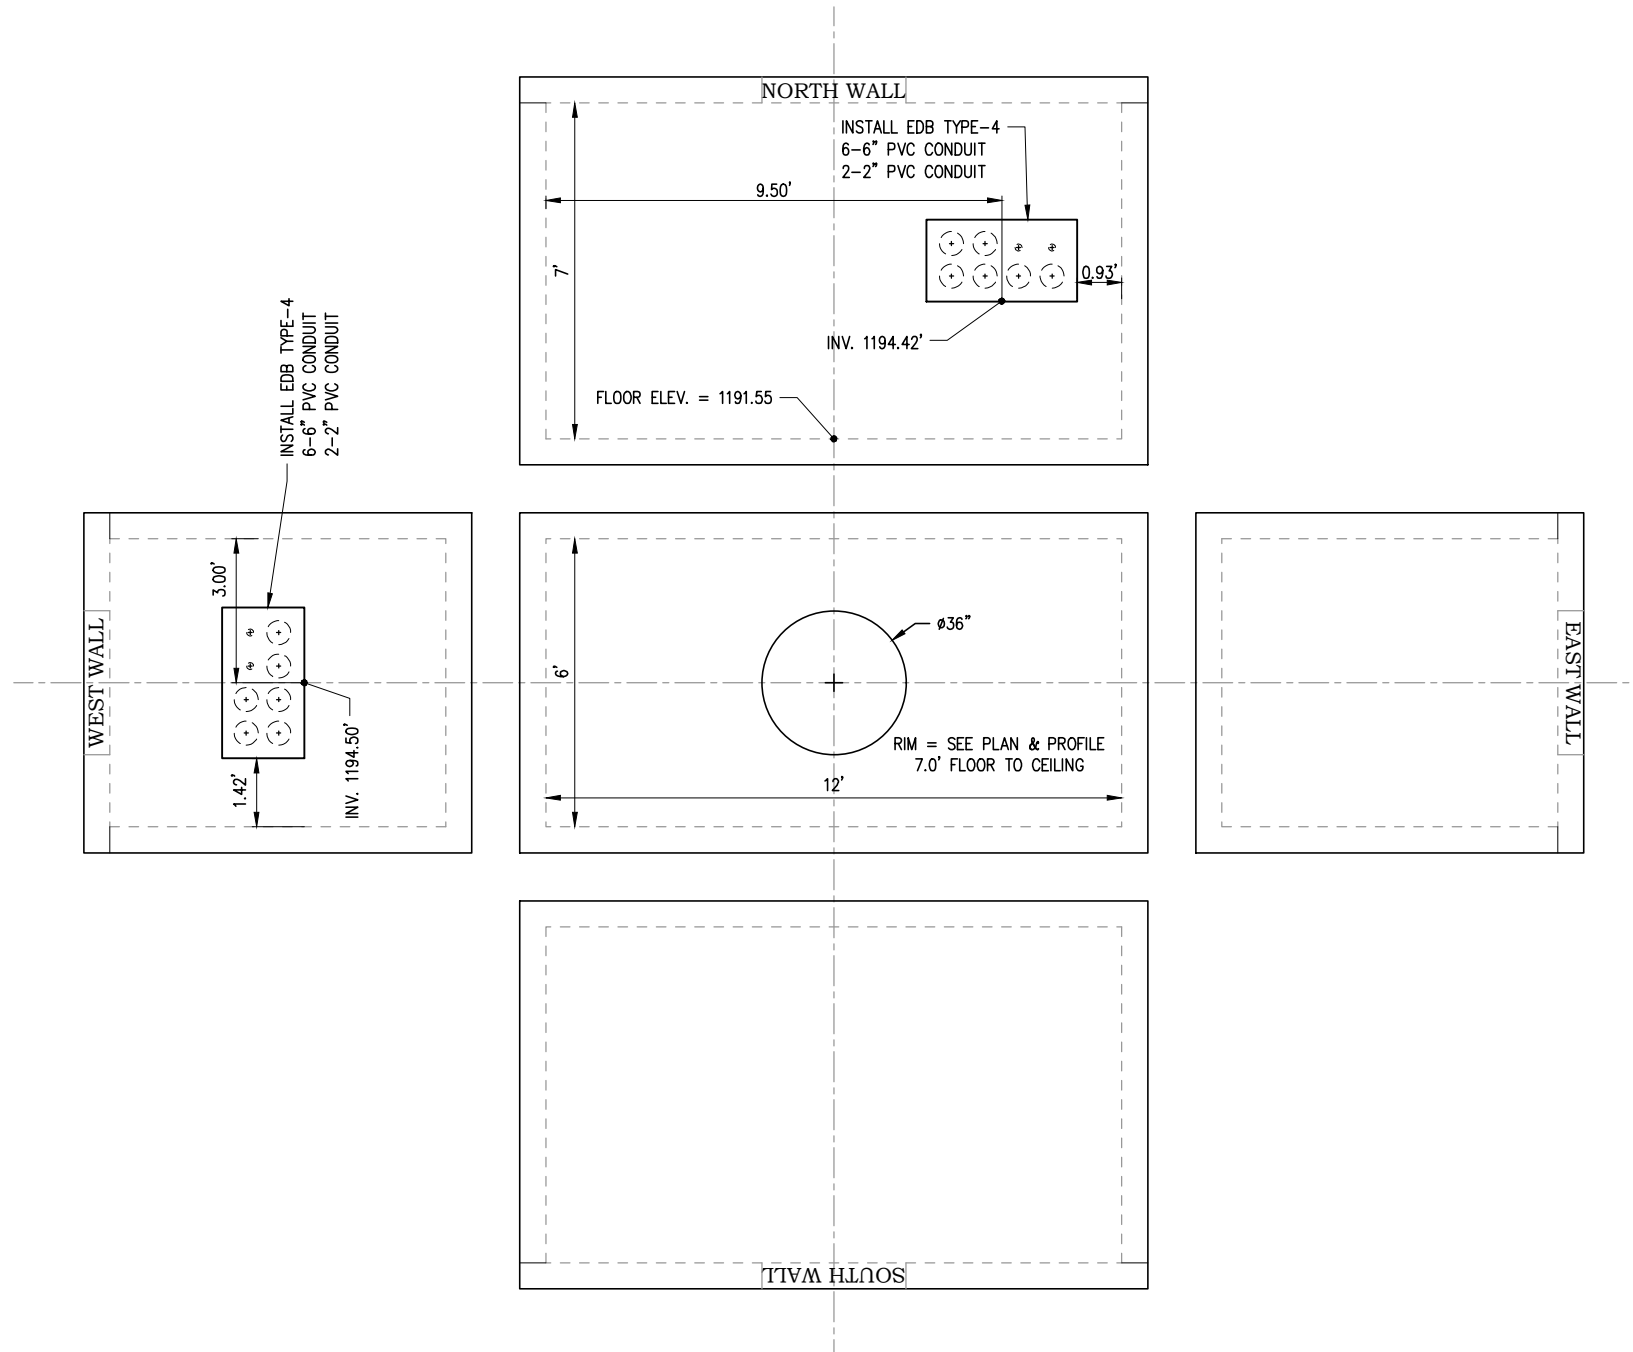 NORTH WALL
INSTALL EDB TYPE-4
6-6" PVC CONDUIT
2-2" PVC CONDUIT
9.50'
7'
0.93'
INV. 1194.42'
FLOOR ELEV. = 1191.55
INSTALL EDB TYPE-4
6-6" PVC CONDUIT
2-2" PVC CONDUIT
WEST WALL
3.00'
1.42'
INV. 1194.50'
6'
ø36"
RIM = SEE PLAN & PROFILE
7.0' FLOOR TO CEILING
12'
EAST WALL
SOUTH WALL